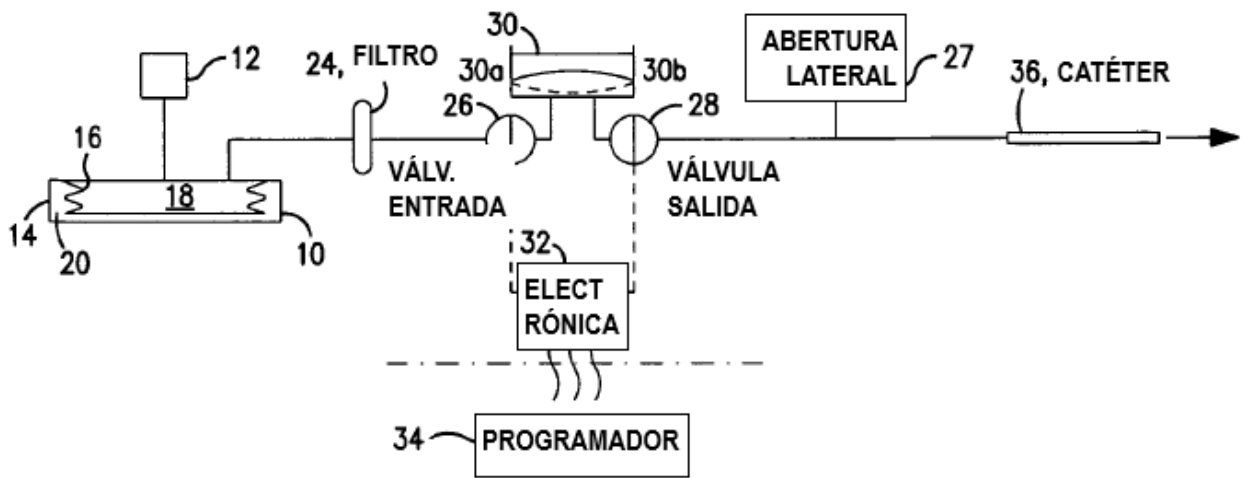 12
24, FILTRO
30
30a
30b
26
28
ABERTURA
LATERAL
27
36, CATÉTER
16
18
14
20
10
VÁLV.
ENTRADA
VÁLVULA
SALIDA
32
ELECT
RÓNICA
34
PROGRAMADOR